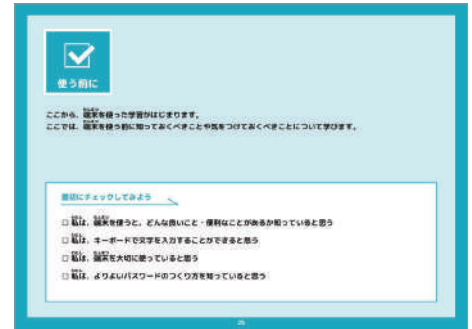 使う前に
ここから、端末を使った学習がはじまります。
ここでは、端末を使う前に知っておくべきことや気をつけておくべきことについて学びます。
最初にチェックしてみよう
□ 私は、端末を使うと、どんな良いこと・便利なことがあるか知っていると思う
□ 私は、キーボードで文字を入力することができると思う
□ 私は、端末を大切に使っていると思う
□ 私は、よりよいパスワードのつくり方を知っていると思う